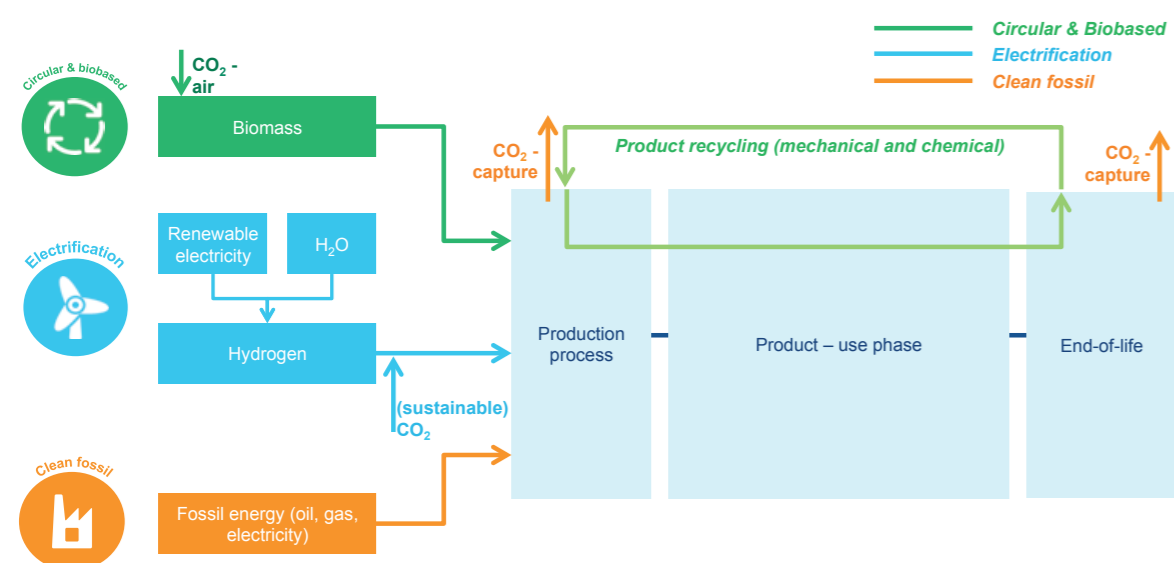 Circular & Biobased
Electrification
Clean fossil
Circular & biobased
CO₂ -
air
Biomass
CO₂ -
capture
Product recycling (mechanical and chemical)
CO₂ -
capture
Electrification
Renewable
electricity
H₂O
Hydrogen
(sustainable)
CO₂
Production
process
Product – use phase
End-of-life
Clean fossil
Fossil energy (oil, gas,
electricity)